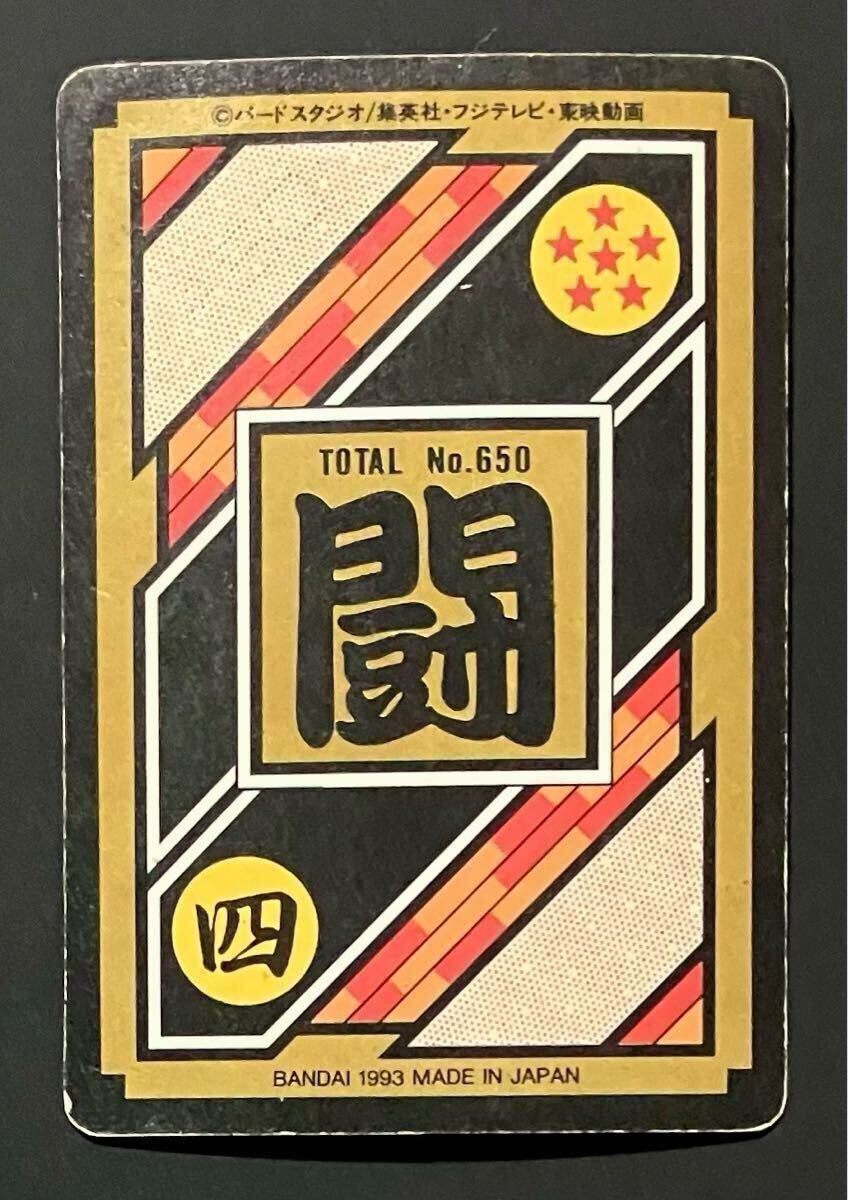 ©バードスタジオ/集英社・フジテレビ・東映動画
TOTAL No.650
闘
四
BANDAI 1993 MADE IN JAPAN